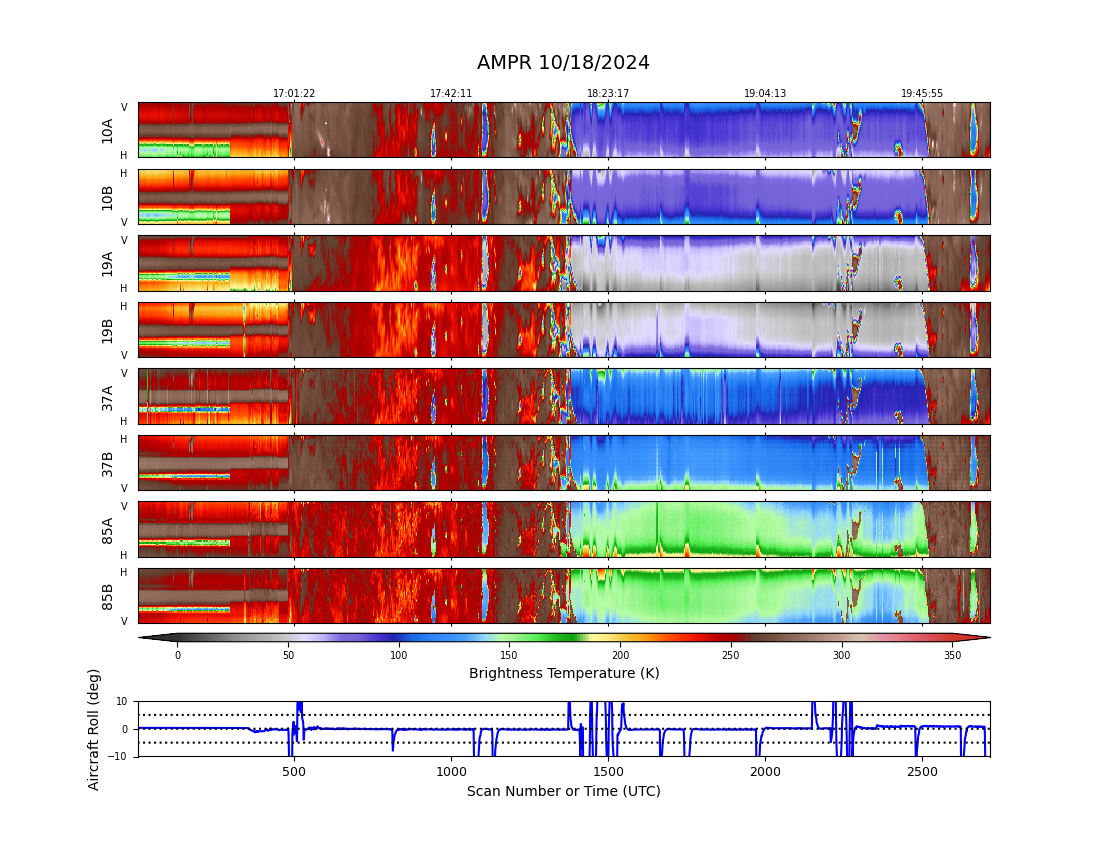 AMPR 10/18/2024
17:01:22 17:42:11 18:23:17 19:04:13 19:45:55
V
10A
H
H
10B
V
V
19A
H
H
19B
V
V
37A
H
H
37B
V
V
85A
H
H
85B
V
0 50 100 150 200 250 300 350
Brightness Temperature (K)
Aircraft Roll (deg)
10
0
−10
500 1000 1500 2000 2500
Scan Number or Time (UTC)